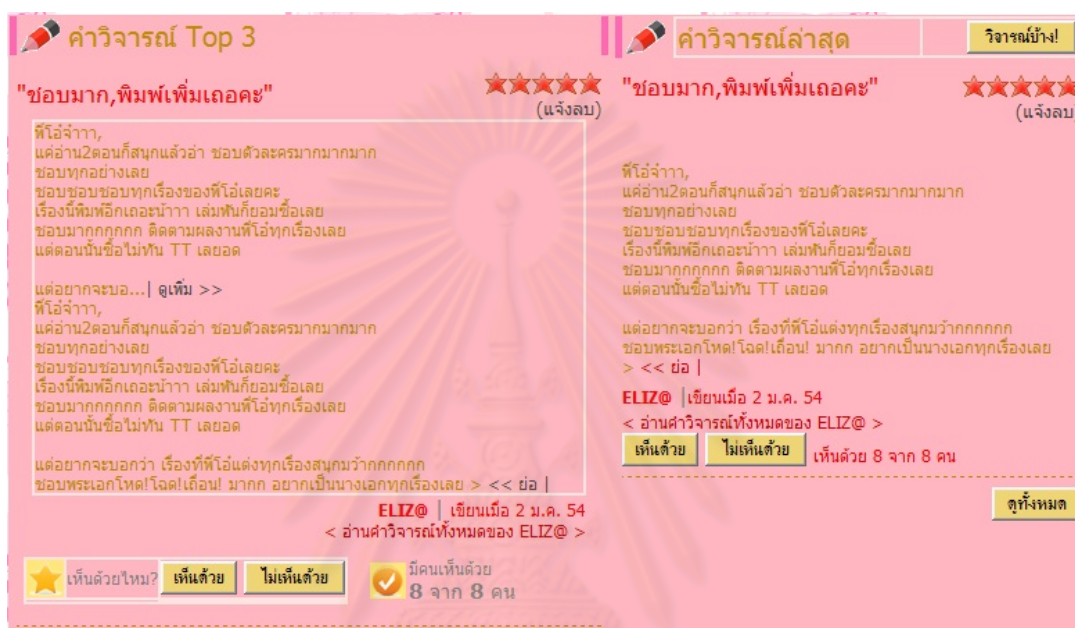 คำวิจารณ์ Top 3
"ชอบมาก,พิมพ์เพิ่มเถอคะ"
(แจ้งลบ)
พี่โอ๋จ๋าาา,
แค่อ่าน2ตอนก็สนุกแล้วอ่า ชอบตัวละครมากมากมาก
ชอบทุกอย่างเลย
ชอบชอบชอบทุกเรื่องของพี่โอ๋เลยคะ
เรื่องนี้พิมพ์อีกเถอะน้าาา เล่มพันก็ยอมซื้อเลย
ชอบมากกกกกก ติดตามผลงานพี่โอ๋ทุกเรื่องเลย
แต่ตอนนั้นซื้อไม่ทัน TT เลยอด
แต่อยากจะบอ...| ดูเพิ่ม >>
พี่โอ๋จ๋าาา,
แค่อ่าน2ตอนก็สนุกแล้วอ่า ชอบตัวละครมากมากมาก
ชอบทุกอย่างเลย
ชอบชอบชอบทุกเรื่องของพี่โอ๋เลยคะ
เรื่องนี้พิมพ์อีกเถอะน้าาา เล่มพันก็ยอมซื้อเลย
ชอบมากกกกกก ติดตามผลงานพี่โอ๋ทุกเรื่องเลย
แต่ตอนนั้นซื้อไม่ทัน TT เลยอด
แต่อยากจะบอกว่า เรื่องที่พี่โอ๋แต่งทุกเรื่องสนุกมว้ากกกกกก
ชอบพระเอกโหด!โฉด!เถื่อน! มากก อยากเป็นนางเอกทุกเรื่องเลย > << ย่อ |
ELIZ@ | เขียนเมื่อ 2 ม.ค. 54
< อ่านคำวิจารณ์ทั้งหมดของ ELIZ@ >
เห็นด้วยไหม? เห็นด้วย ไม่เห็นด้วย
มีคนเห็นด้วย
8 จาก 8 คน
คำวิจารณ์ล่าสุด
วิจารณ์บ้าง!
"ชอบมาก,พิมพ์เพิ่มเถอคะ"
(แจ้งลบ
พี่โอ๋จ๋าาา,
แค่อ่าน2ตอนก็สนุกแล้วอ่า ชอบตัวละครมากมากมาก
ชอบทุกอย่างเลย
ชอบชอบชอบทุกเรื่องของพี่โอ๋เลยคะ
เรื่องนี้พิมพ์อีกเถอะน้าาา เล่มพันก็ยอมซื้อเลย
ชอบมากกกกกก ติดตามผลงานพี่โอ๋ทุกเรื่องเลย
แต่ตอนนั้นซื้อไม่ทัน TT เลยอด
แต่อยากจะบอกว่า เรื่องที่พี่โอ๋แต่งทุกเรื่องสนุกมว้ากกกกกก
ชอบพระเอกโหด!โฉด!เถื่อน! มากก อยากเป็นนางเอกทุกเรื่องเลย
> << ย่อ |
ELIZ@ |เขียนเมื่อ 2 ม.ค. 54
< อ่านคำวิจารณ์ทั้งหมดของ ELIZ@ >
เห็นด้วย ไม่เห็นด้วย เห็นด้วย 8 จาก 8 คน
ดูทั้งหมด